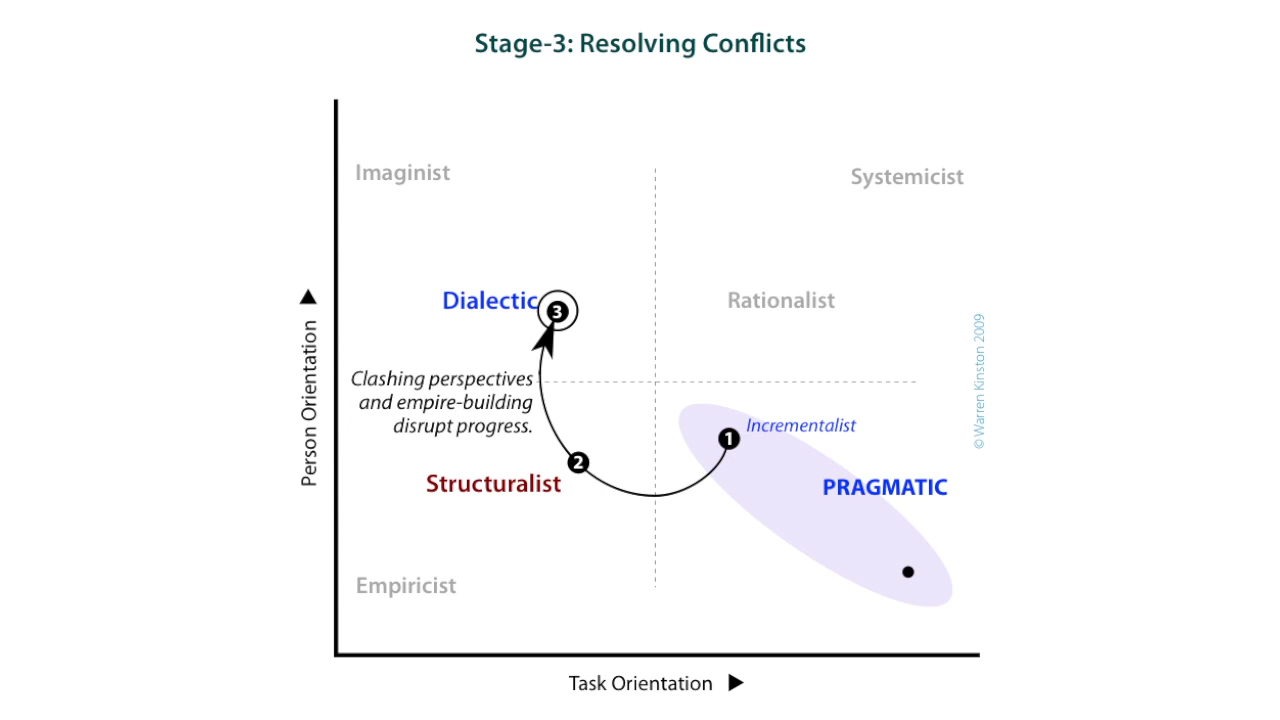 Stage-3: Resolving Conflicts
Imaginist
Systemicist
Dialectic
3
Rationalist
Clashing perspectives
and empire-building
disrupt progress.
1
Incrementalist
2
Structuralist
PRAGMATIC
Empiricist
Person Orientation ▲
Task Orientation ▶
© Warren Kinston 2009